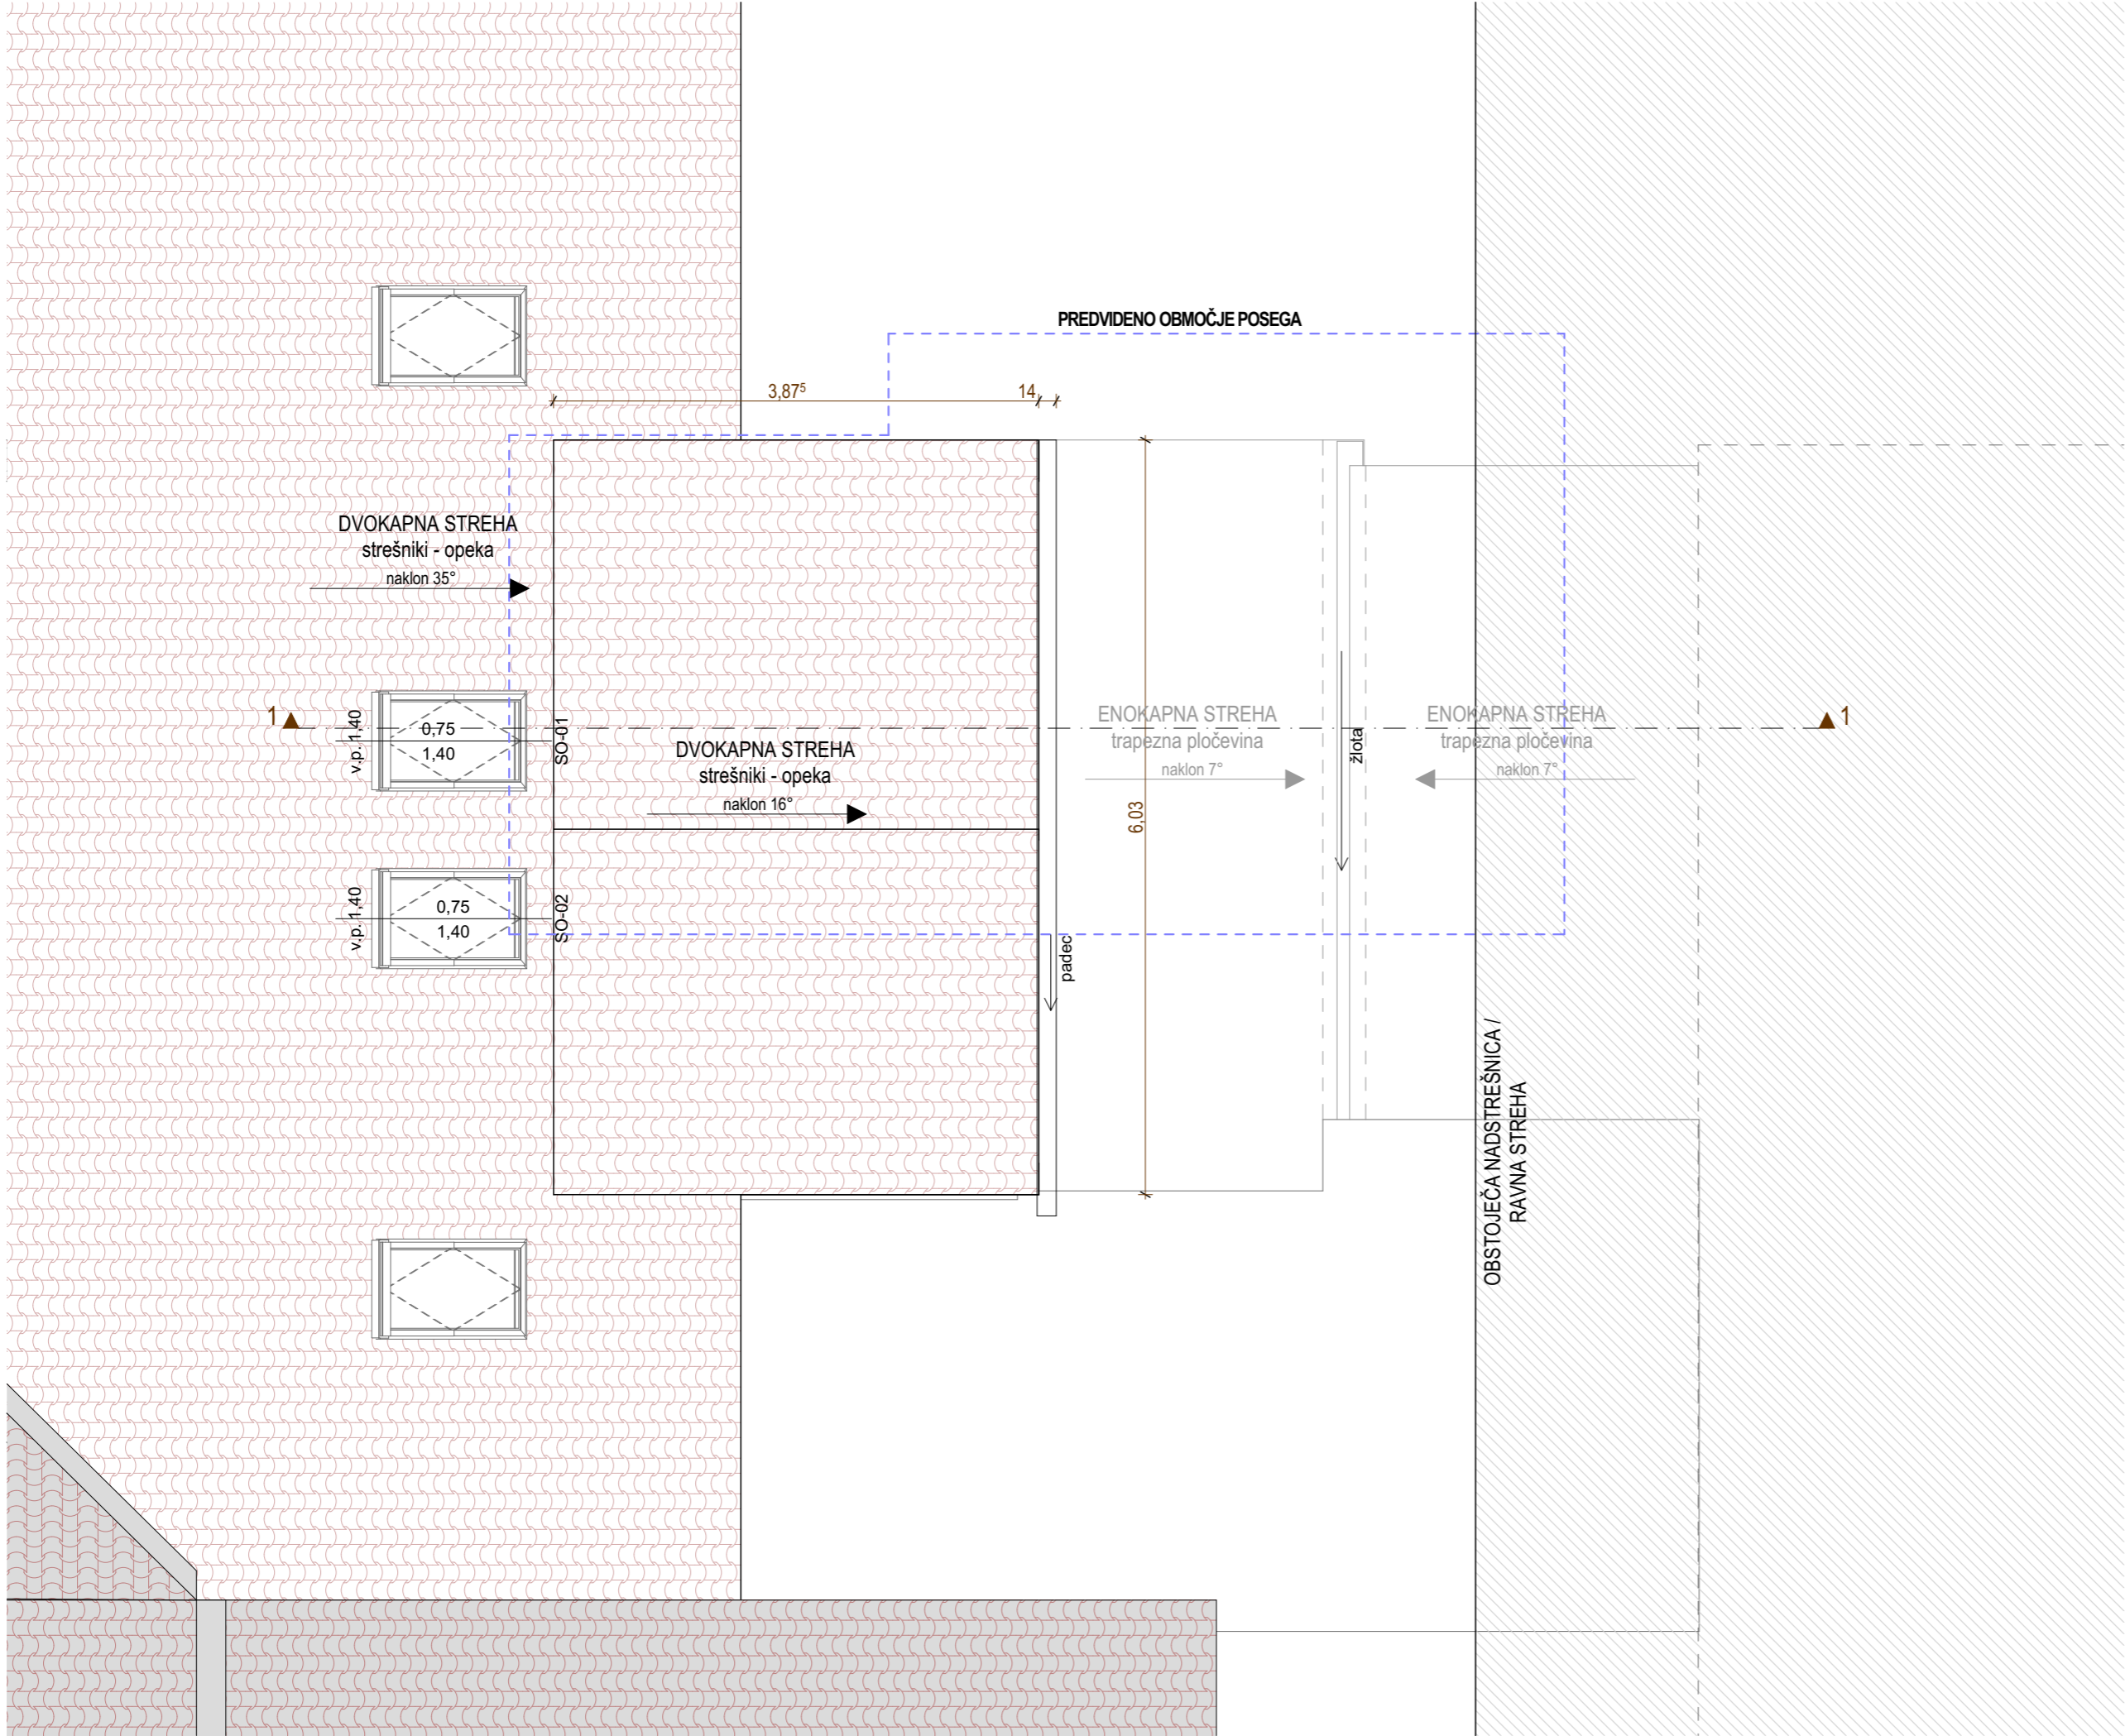 PREDVIDENO OBMOČJE POSEGA
3,87⁵
14
DVOKAPNA STREHA
strešniki - opeka
naklon 35°
1
v.p. 1,40
0,75
1,40
SO-01
DVOKAPNA STREHA
strešniki - opeka
naklon 16°
ENOKAPNA STREHA
trapezna pločevina
naklon 7°
6,03
žlota
ENOKAPNA STREHA
trapezna pločevina
naklon 7°
1
v.p. 1,40
0,75
1,40
SO-02
padec
OBSTOJEČA NADSTREŠNICA /
RAVNA STREHA